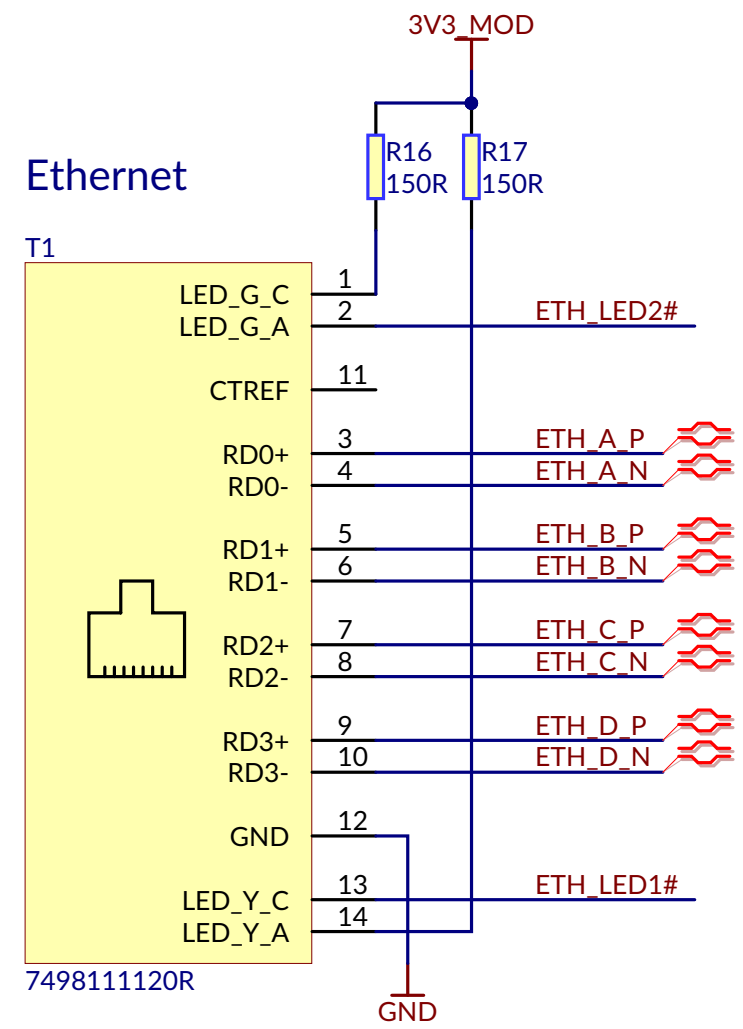 3V3_MOD
R16
150R
R17
150R
Ethernet
T1
LED_G_C 1
LED_G_A 2 ETH_LED2#
CTREF 11
RD0+ 3 ETH_A_P
RD0- 4 ETH_A_N
RD1+ 5 ETH_B_P
RD1- 6 ETH_B_N
RD2+ 7 ETH_C_P
RD2- 8 ETH_C_N
RD3+ 9 ETH_D_P
RD3- 10 ETH_D_N
GND 12
LED_Y_C 13 ETH_LED1#
LED_Y_A 14
7498111120R
GND